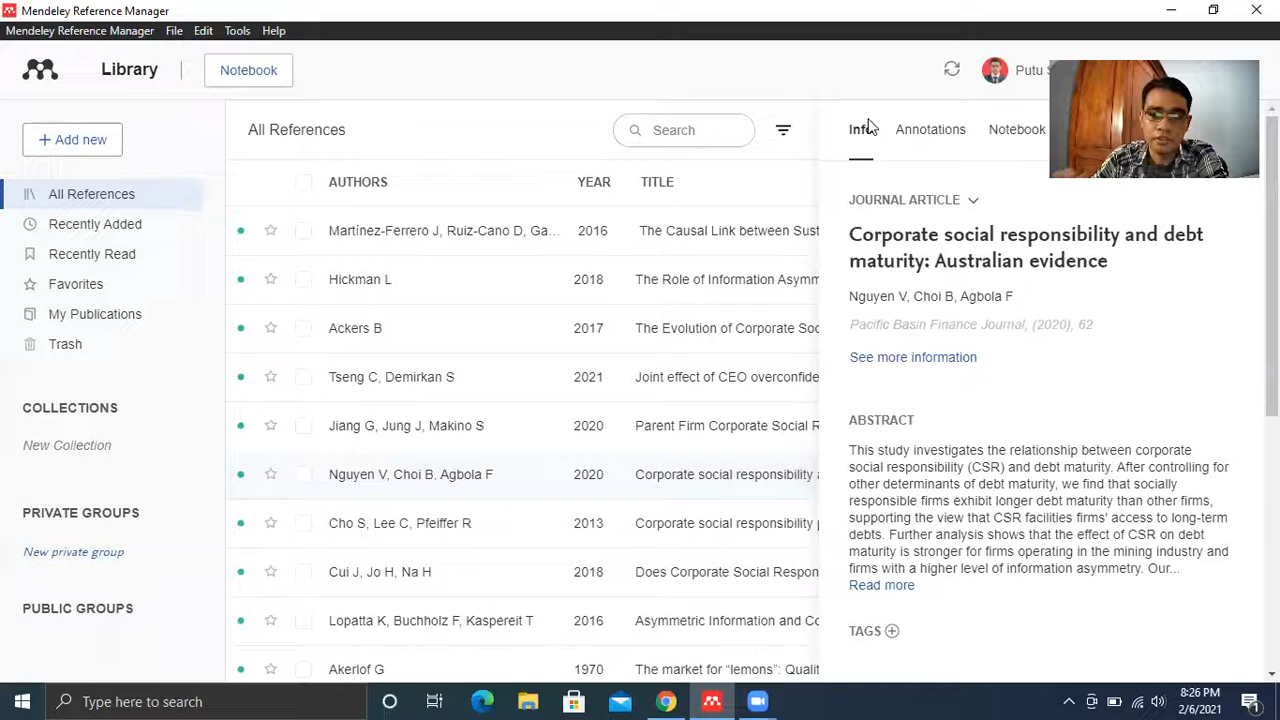 Mendeley Reference Manager
Mendeley Reference Manager File Edit Tools Help
Library Notebook
Putu S
+ Add new
All References
Recently Added
Recently Read
Favorites
My Publications
Trash
COLLECTIONS
New Collection
PRIVATE GROUPS
New private group
PUBLIC GROUPS
All References
Search
AUTHORS YEAR TITLE
Martínez-Ferrero J, Ruiz-Cano D, Ga... 2016 The Causal Link between Sust
Hickman L 2018 The Role of Information Asymm
Ackers B 2017 The Evolution of Corporate Soc
Tseng C, Demirkan S 2021 Joint effect of CEO overconfide
Jiang G, Jung J, Makino S 2020 Parent Firm Corporate Social R
Nguyen V, Choi B, Agbola F 2020 Corporate social responsibility a
Cho S, Lee C, Pfeiffer R 2013 Corporate social responsibility p
Cui J, Jo H, Na H 2018 Does Corporate Social Respon
Lopatta K, Buchholz F, Kaspereit T 2016 Asymmetric Information and Co
Akerlof G 1970 The market for “lemons”: Qualit
Info Annotations Notebook
JOURNAL ARTICLE
Corporate social responsibility and debt
maturity: Australian evidence
Nguyen V, Choi B, Agbola F
Pacific Basin Finance Journal, (2020), 62
See more information
ABSTRACT
This study investigates the relationship between corporate
social responsibility (CSR) and debt maturity. After controlling for
other determinants of debt maturity, we find that socially
responsible firms exhibit longer debt maturity than other firms,
supporting the view that CSR facilities firms' access to long-term
debts. Further analysis shows that the effect of CSR on debt
maturity is stronger for firms operating in the mining industry and
firms with a higher level of information asymmetry. Our...
Read more
TAGS
Type here to search
8:26 PM
2/6/2021
1